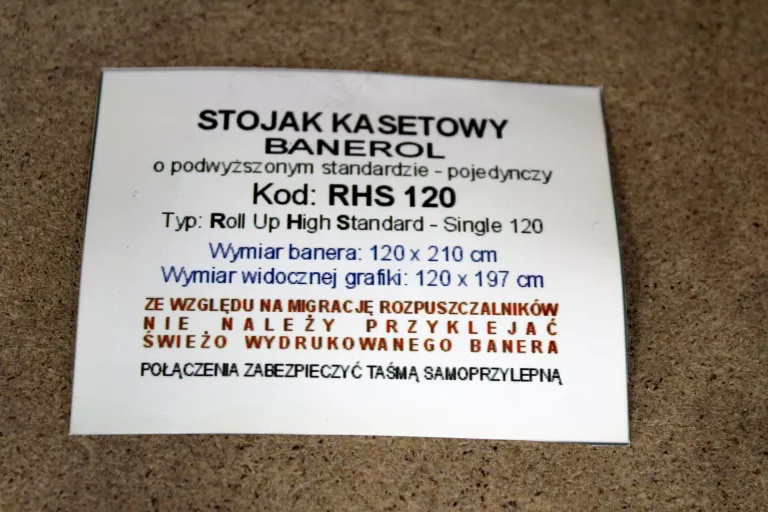 STOJAK KASETOWY
BANEROL
o podwyższonym standardzie - pojedynczy
Kod: RHS 120
Typ: Roll Up High Standard - Single 120
Wymiar banera: 120 x 210 cm
Wymiar widocznej grafiki: 120 x 197 cm
ZE WZGLĘDU NA MIGRACJĘ ROZPUSZCZALNIKÓW
NIE NALEŻY PRZYKLEJAĆ
ŚWIEŻO WYDRUKOWANEGO BANERA
POŁĄCZENIA ZABEZPIECZYĆ TAŚMĄ SAMOPRZYLEPNĄ